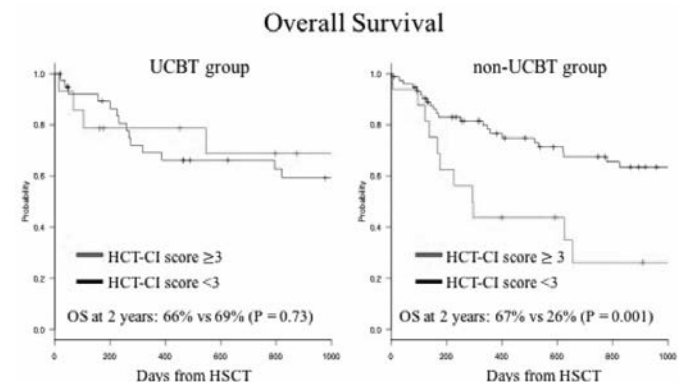 Overall Survival
UCBT group
non-UCBT group
1.0
0.8
0.6
0.4
0.2
0.0
Probability
HCT-CI score ≥3
HCT-CI score <3
OS at 2 years: 66% vs 69% (P = 0.73)
0 200 400 600 800 1000
Days from HSCT
1.0
0.8
0.6
0.4
0.2
0.0
Probability
HCT-CI score ≥ 3
HCT-CI score <3
OS at 2 years: 67% vs 26% (P = 0.001)
0 200 400 600 800 1000
Days from HSCT